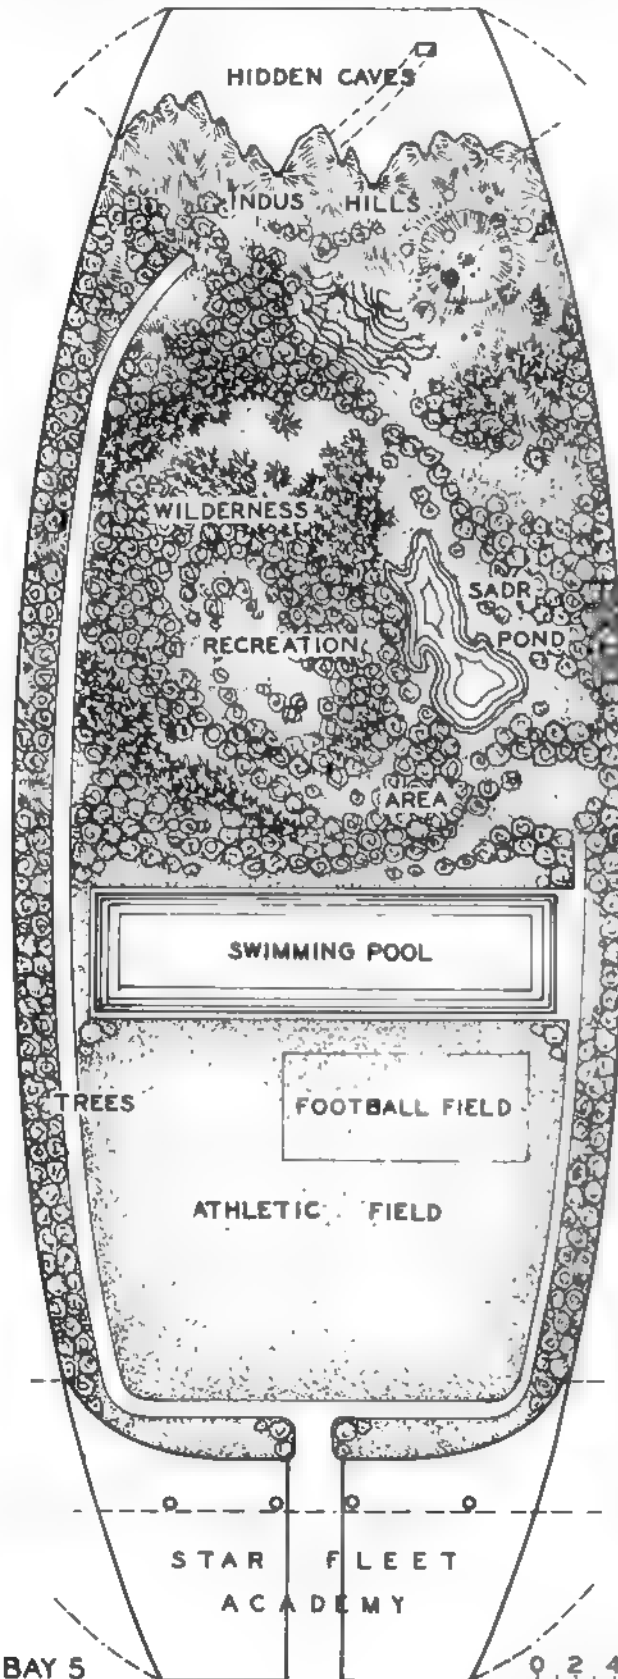 HIDDEN CAVES
INDUS HILLS
WILDERNESS
SADR
POND
RECREATION
AREA
SWIMMING POOL
TREES
FOOTBALL FIELD
ATHLETIC FIELD
STAR FLEET
ACADEMY
BAY 5
0 2 4